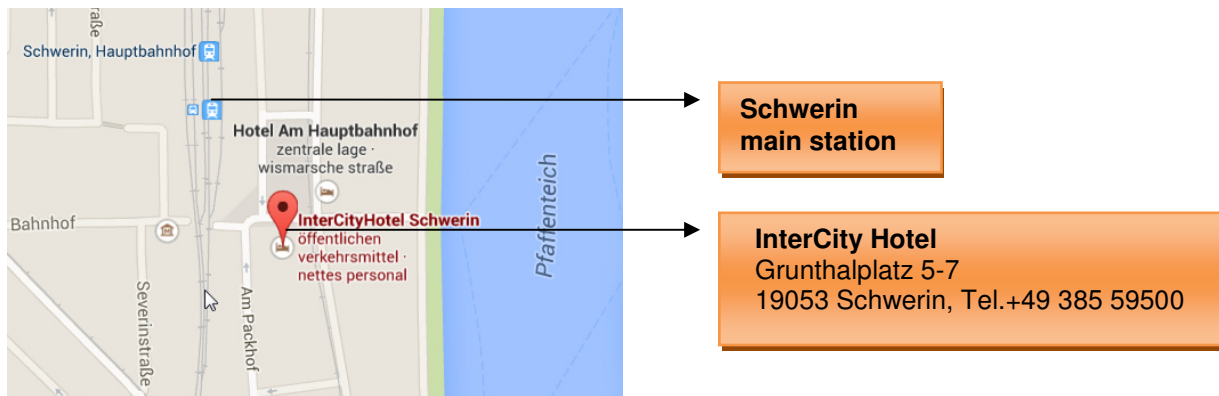 straße
Schwerin, Hauptbahnhof
Hotel Am Hauptbahnhof
zentrale lage ·
wismarsche straße
InterCityHotel Schwerin
öffentlichen
verkehrsmittel ·
nettes personal
Bahnhof
Severinstraße
Am Packhof
Pfaffenteich
Schwerin
main station
InterCity Hotel
Grunthalplatz 5-7
19053 Schwerin, Tel.+49 385 59500